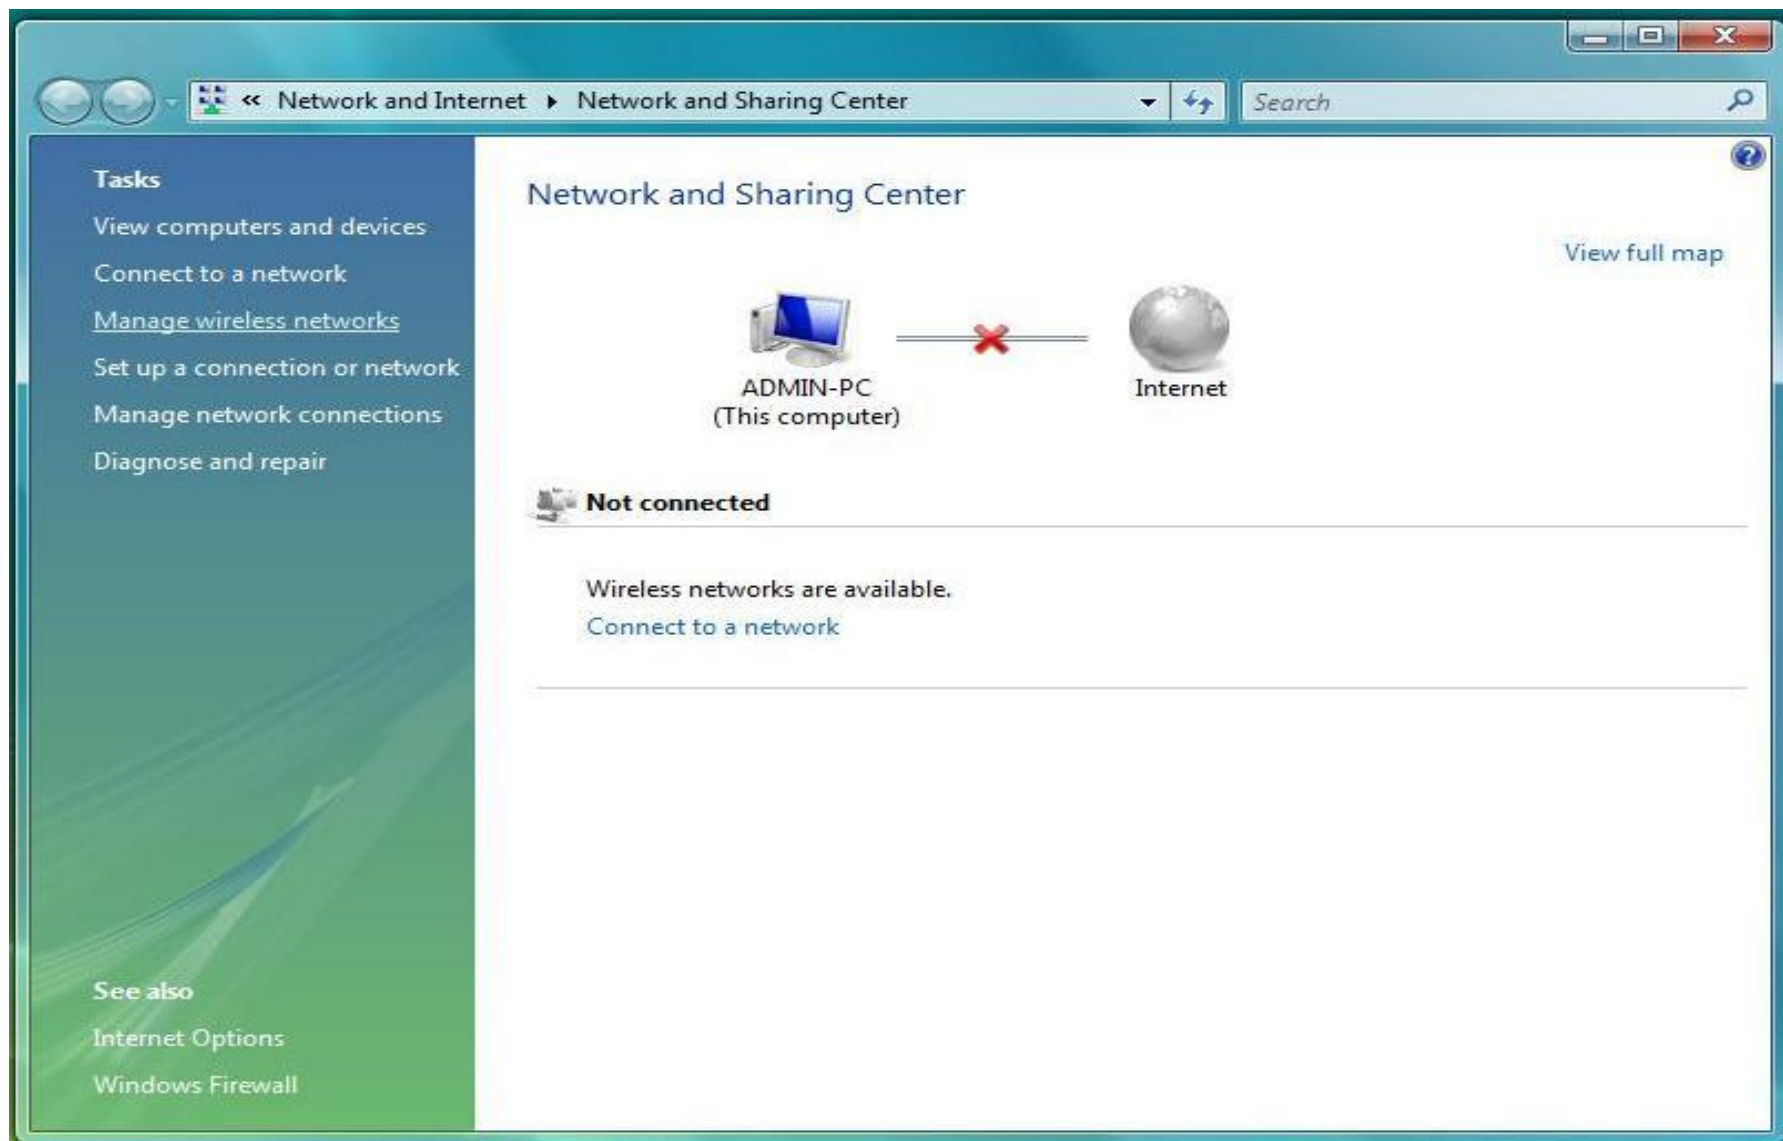 « Network and Internet ▸ Network and Sharing Center
Search
Tasks
View computers and devices
Connect to a network
Manage wireless networks
Set up a connection or network
Manage network connections
Diagnose and repair
See also
Internet Options
Windows Firewall
Network and Sharing Center
View full map
ADMIN-PC
(This computer)
Internet
Not connected
Wireless networks are available.
Connect to a network